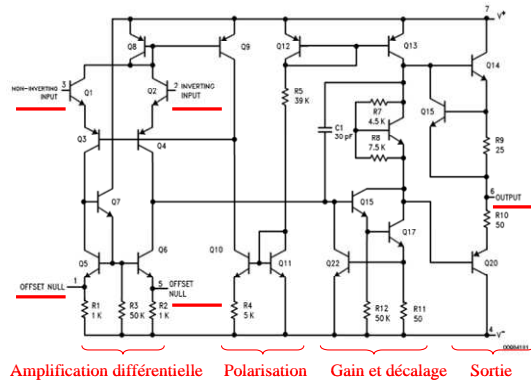 7 V+
Q8 Q9 Q12 Q13
Q14
NON-INVERTING INPUT 3
Q1 Q2
2 INVERTING INPUT
R5
39 K
Q15
R7
4.5 K
R8
7.5 K
R9
25
Q3 Q4
C1
30 pF
6
OUTPUT
R10
50
Q7
Q15
Q17
Q5 Q6
Q10 Q11
Q22
Q20
OFFSET NULL 1
5 OFFSET NULL
R1
1 K
R3
50 K
R2
1 K
R4
5 K
R12
50 K
R11
50
4 V-
Amplification différentielle Polarisation Gain et décalage Sortie